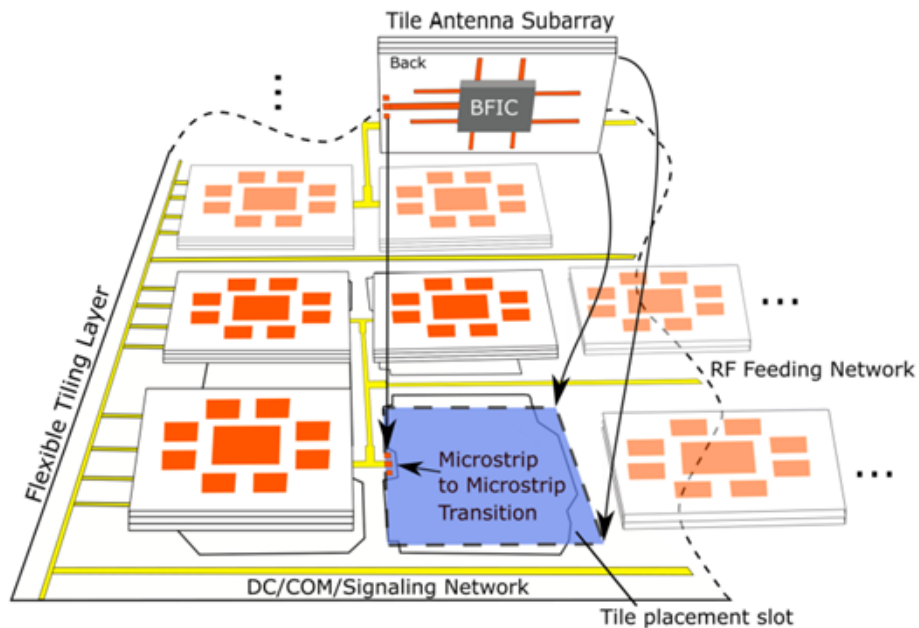 Tile Antenna Subarray
Back
BFIC
Flexible Tiling Layer
RF Feeding Network
Microstrip
to Microstrip
Transition
DC/COM/Signaling Network
Tile placement slot